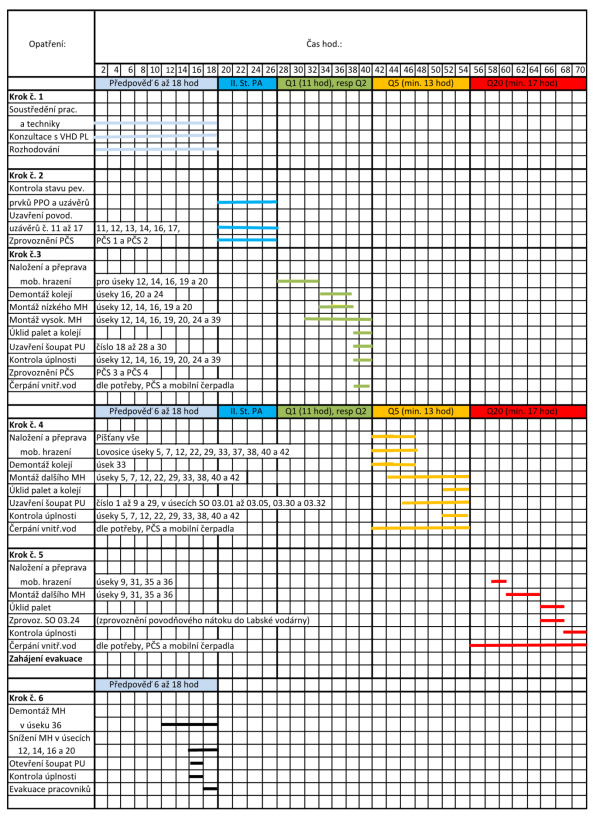 Opatření: Čas hod.:
2 4 6 8 10 12 14 16 18 20 22 24 26 28 30 32 34 36 38 40 42 44 46 48 50 52 54 56 58 60 62 64 66 68 70
Předpověď 6 až 18 hod II. St. PA Q1 (11 hod), resp Q2 Q5 (min. 13 hod) Q20 (min. 17 hod)
Krok č. 1
Soustředění prac.
a techniky
Konzultace s VHD PL
Rozhodování
Krok č. 2
Kontrola stavu pev.
prvků PPO a uzávěrů
Uzavření povod.
uzávěrů č. 11 až 17 11, 12, 13, 14, 16, 17,
Zprovoznění PČS PČS 1 a PČS 2
Krok č.3
Naložení a přeprava
mob. hrazení pro úseky 12, 14, 16, 19 a 20
Demontáž kolejí úseky 16, 20 a 24
Montáž nízkého MH úseky 12, 14, 16, 19 a 20
Montáž vysok. MH úseky 12, 14, 16, 19, 20, 24 a 39
Úklid palet a kolejí
Uzavření šoupat PU číslo 18 až 28 a 30
Kontrola úplnosti úseky 12, 14, 16, 19, 20, 24 a 39
Zprovoznění PČS PČS 3 a PČS 4
Čerpání vnitř.vod dle potřeby, PČS a mobilní čerpadla
Předpověď 6 až 18 hod II. St. PA Q1 (11 hod), resp Q2 Q5 (min. 13 hod) Q20 (min. 17 hod)
Krok č. 4
Naložení a přeprava Píšťany vše
mob. hrazení Lovosice úseky 5, 7, 12, 22, 29, 33, 37, 38, 40 a 42
Demontáž kolejí úsek 33
Montáž dalšího MH úseky 5, 7, 12, 22, 29, 33, 38, 40 a 42
Úklid palet a kolejí
Uzavření šoupat PU číslo 1 až 9 a 29, v úsecích SO 03.01 až 03.05, 03.30 a 03.32
Kontrola úplnosti úseky 5, 7, 12, 22, 29, 33, 38, 40 a 42
Čerpání vnitř.vod dle potřeby, PČS a mobilní čerpadla
Krok č. 5
Naložení a přeprava
mob. hrazení úseky 9, 31, 35 a 36
Montáž dalšího MH úseky 9, 31, 35 a 36
Úklid palet
Zprovoz. SO 03.24 (zprovoznění povodňového nátoku do Labské vodárny)
Kontrola úplnosti
Čerpání vnitř.vod dle potřeby, PČS a mobilní čerpadla
Zahájení evakuace
Předpověď 6 až 18 hod
Krok č. 6
Demontáž MH
v úseku 36
Snížení MH v úsecích
12, 14, 16 a 20
Otevření šoupat PU
Kontrola úplnosti
Evakuace pracovníků